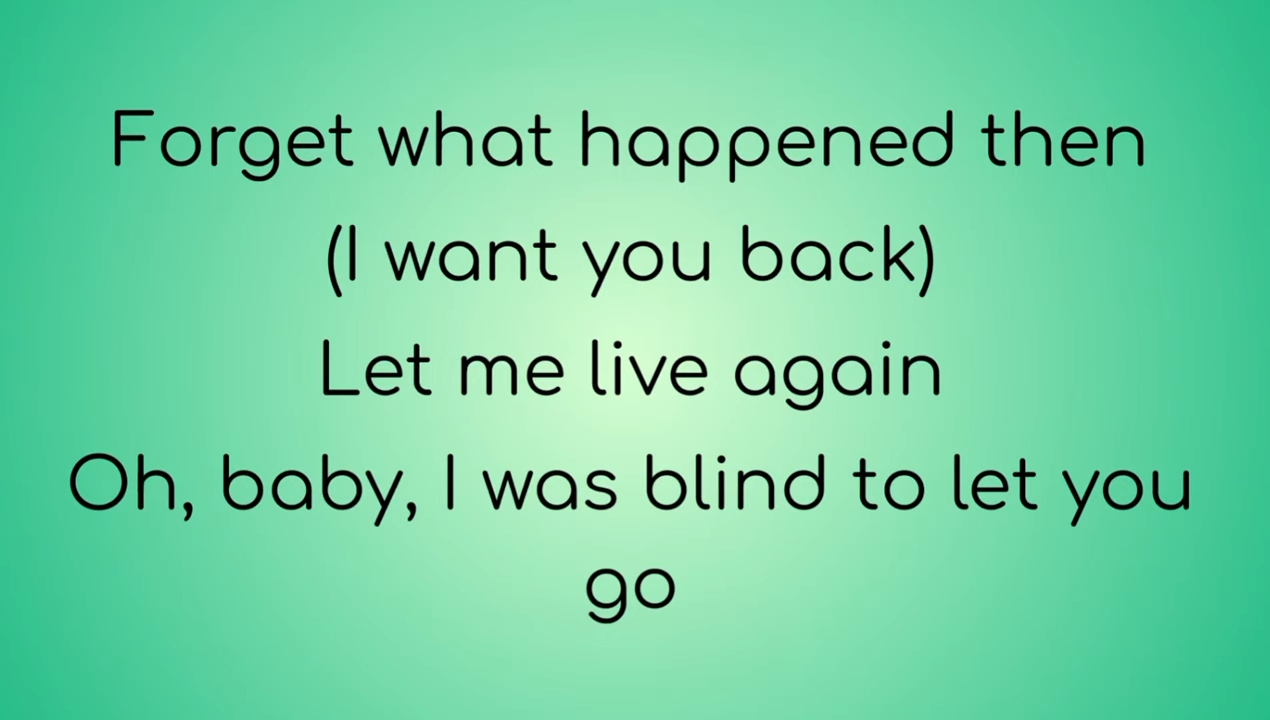 Forget what happened then
(I want you back)
Let me live again
Oh, baby, I was blind to let you
go